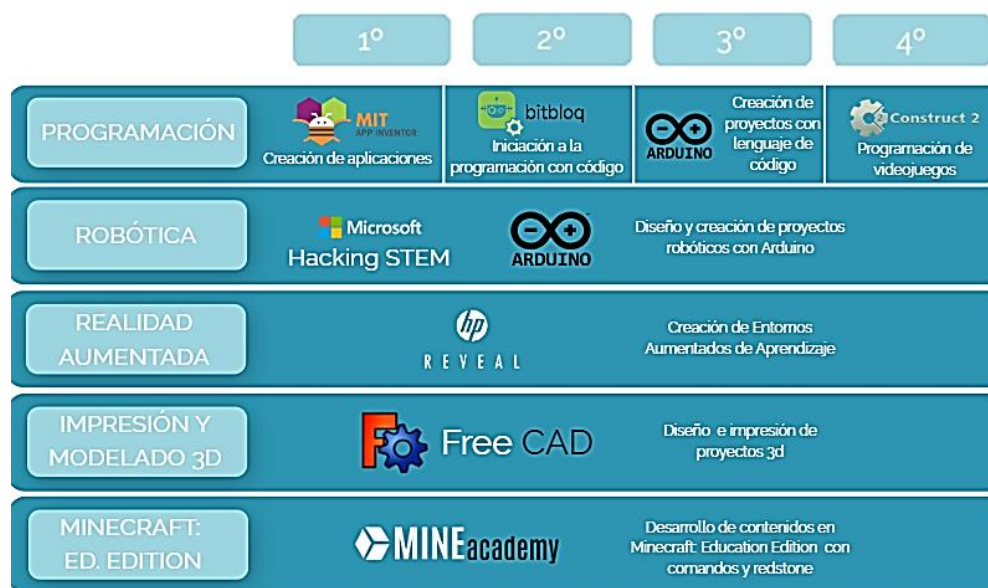 1º
2º
3º
4º
PROGRAMACIÓN
MIT
APP INVENTOR
Creación de aplicaciones
bitbloq
Iniciación a la
programación con código
ARDUINO
Creación de
proyectos con
lenguaje de
código
Construct 2
Programación de
videojuegos
ROBÓTICA
Microsoft
Hacking STEM
ARDUINO
Diseño y creación de proyectos
robóticos con Arduino
REALIDAD
AUMENTADA
hp
REVEAL
Creación de Entornos
Aumentados de Aprendizaje
IMPRESIÓN Y
MODELADO 3D
Free CAD
Diseño e impresión de
proyectos 3d
MINECRAFT:
ED. EDITION
MINEacademy
Desarrollo de contenidos en
Minecraft: Education Edition con
comandos y redstone